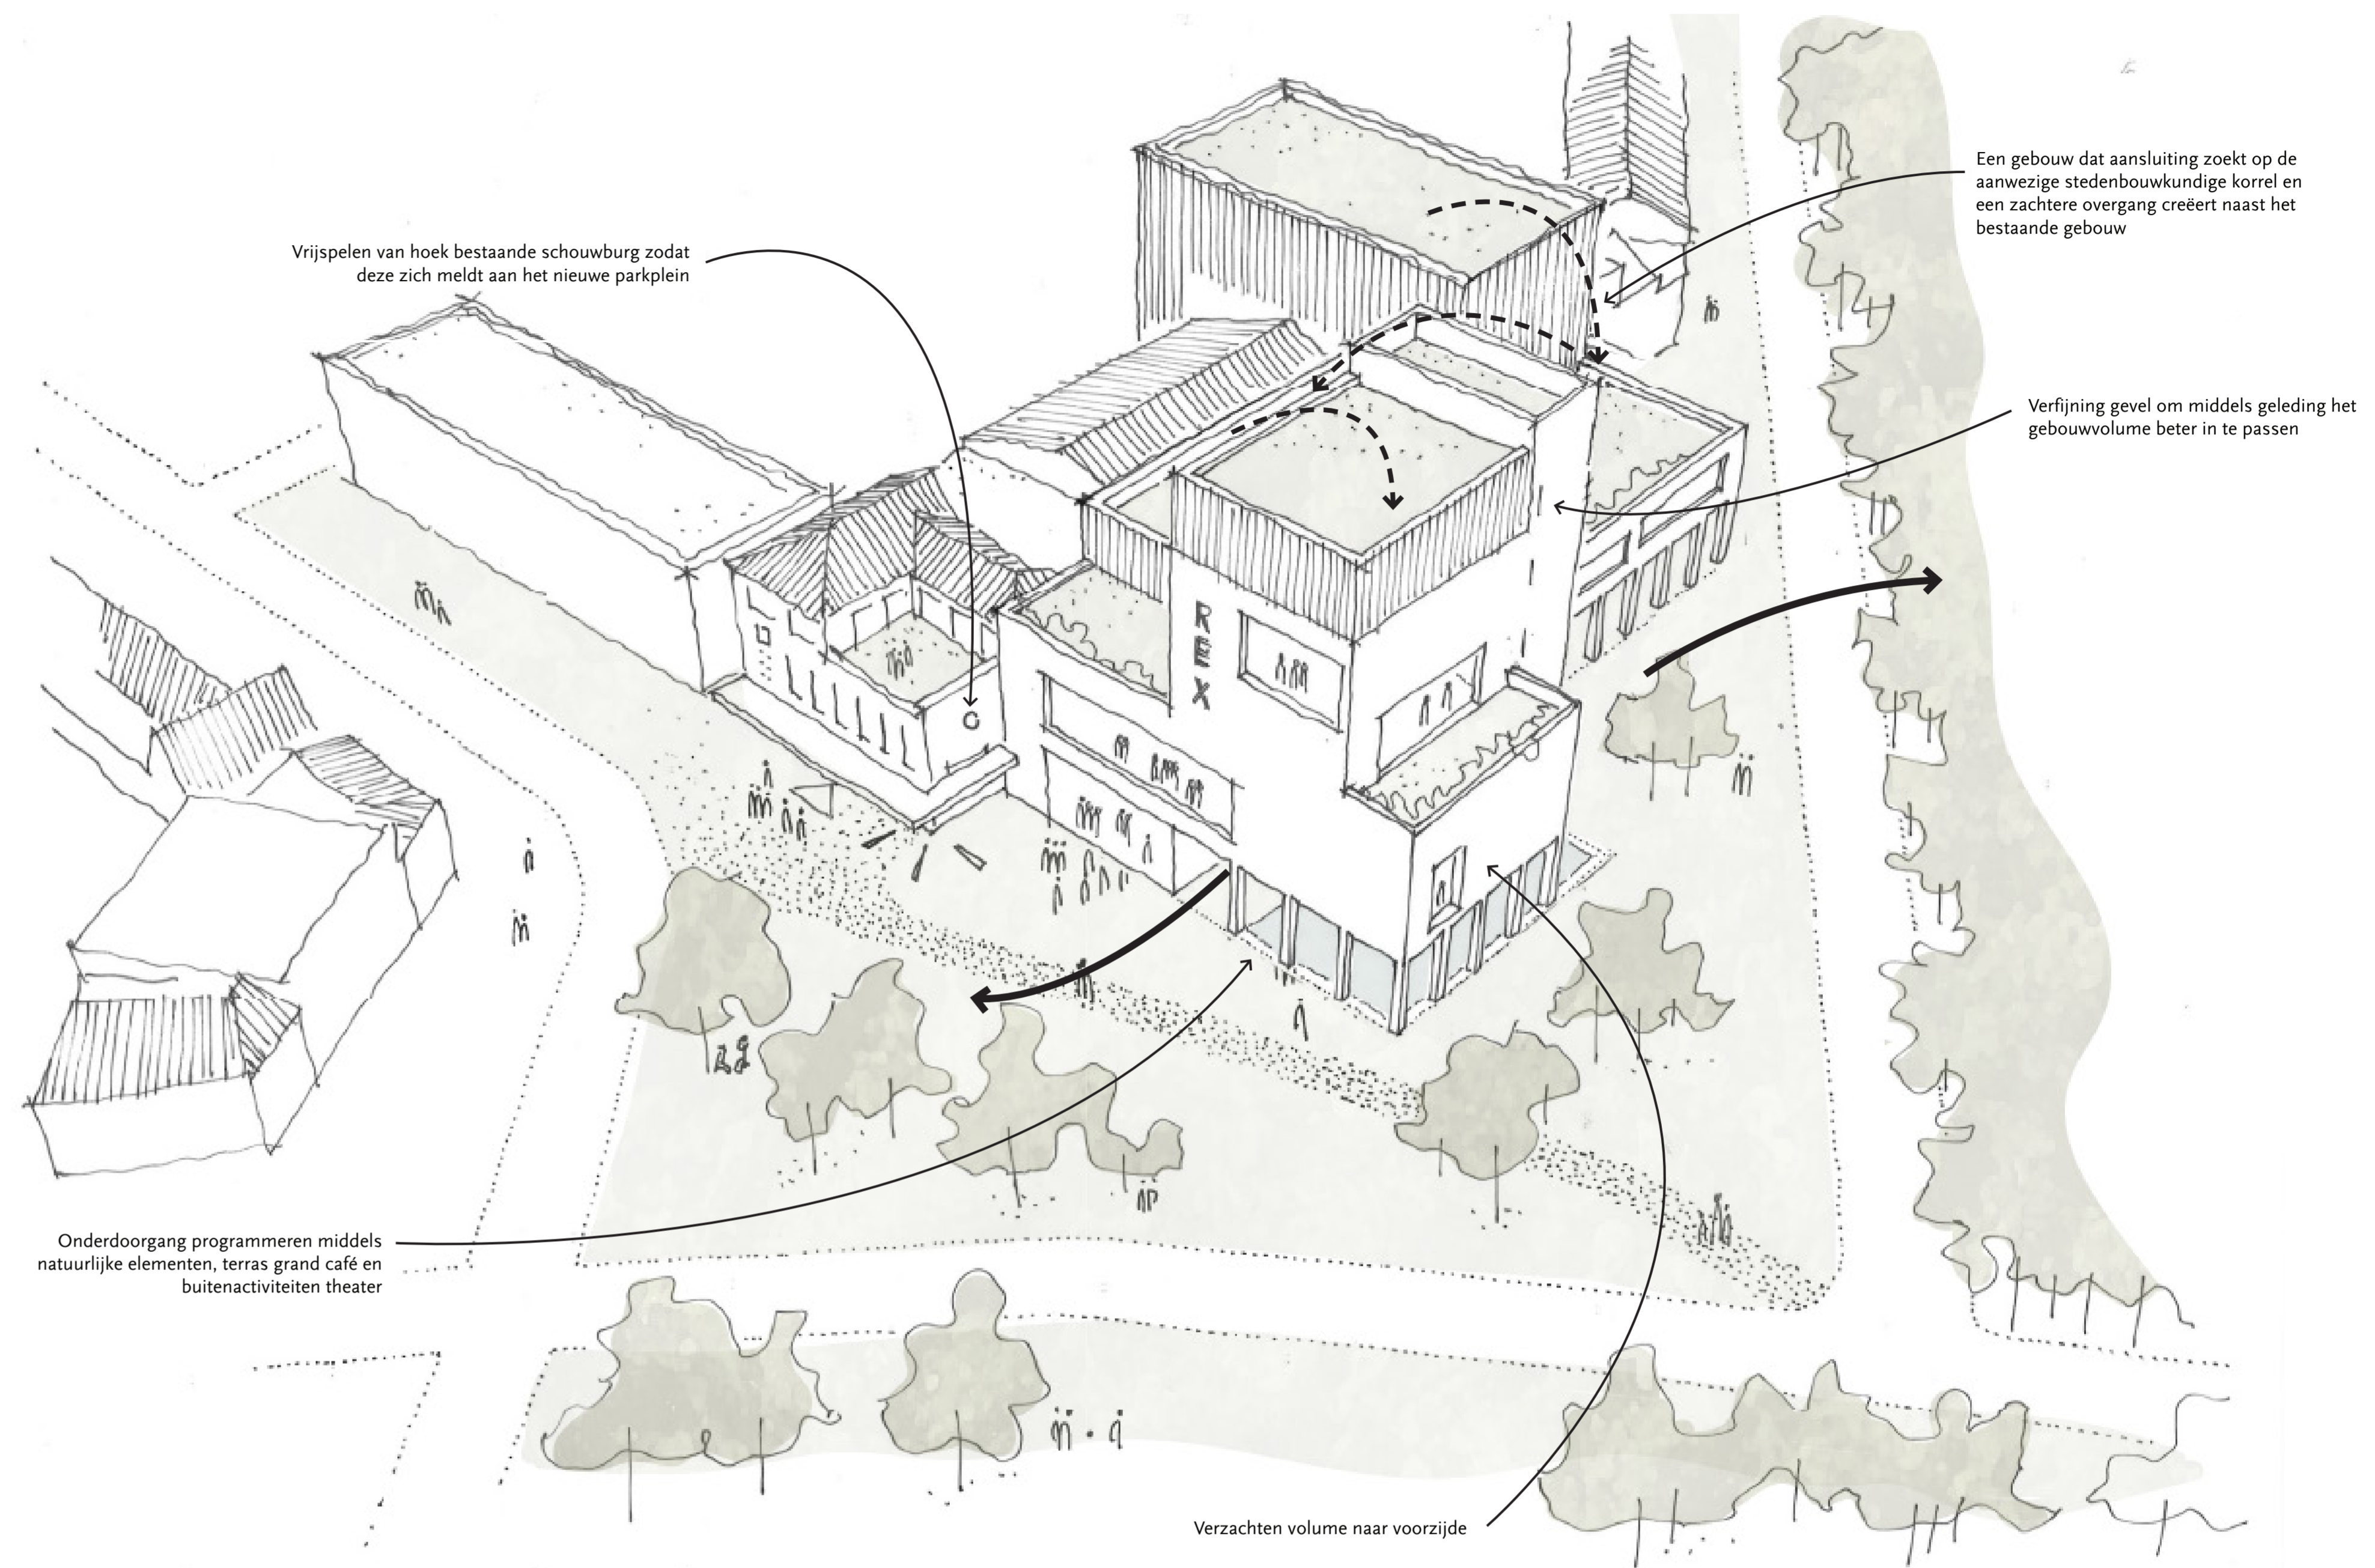 Een gebouw dat aansluiting zoekt op de
aanwezige stedenbouwkundige korrel en
een zachtere overgang creëert naast het
bestaande gebouw
Vrijspelen van hoek bestaande schouwburg zodat
deze zich meldt aan het nieuwe parkplein
Verfijning gevel om middels geleding het
gebouwvolume beter in te passen
REX
C
Onderdoorgang programmeren middels
natuurlijke elementen, terras grand café en
buitenactiviteiten theater
Verzachten volume naar voorzijde